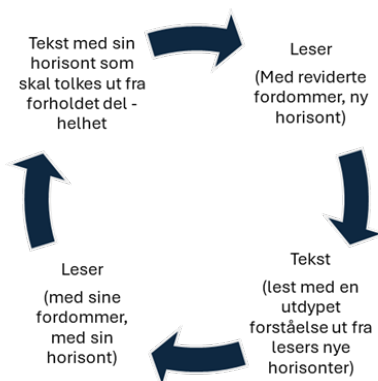 Tekst med sin
horisont som
skal tolkes ut fra
forholdet del -
helhet
Leser
(Med reviderte
fordommer, ny
horisont)
Tekst
(lest med en
utdypet
forståelse ut fra
lesers nye
horisonter)
Leser
(med sine
fordommer,
med sin
horisont)